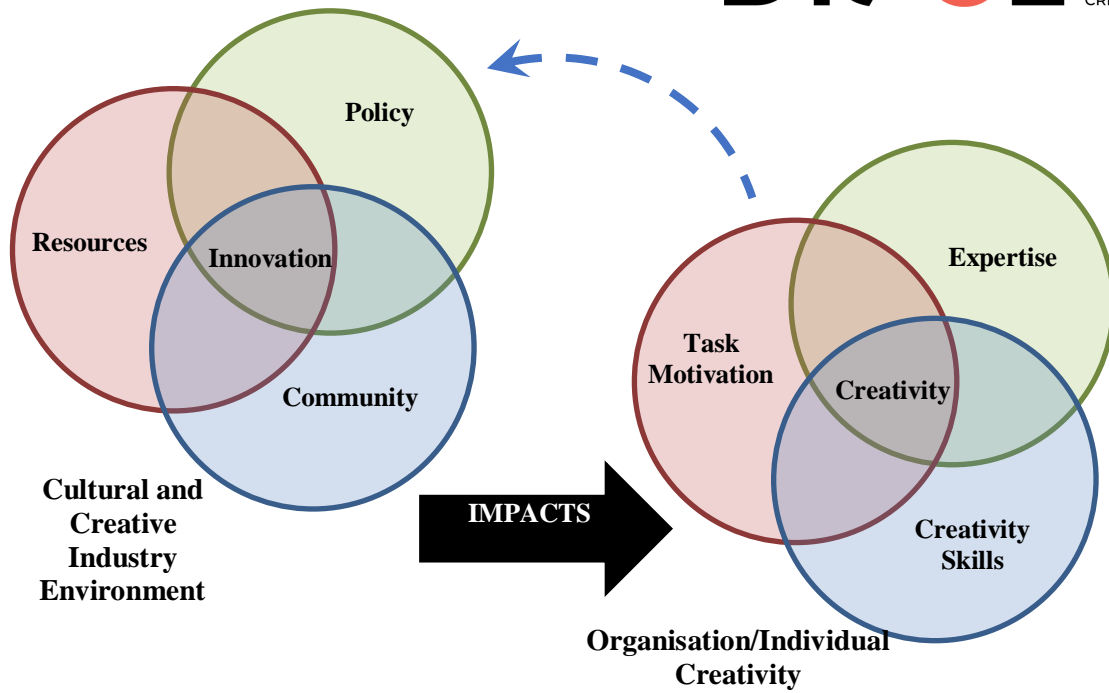 Policy
Resources
Innovation
Community
Cultural and
Creative
Industry
Environment
IMPACTS
Expertise
Task
Motivation
Creativity
Creativity
Skills
Organisation/Individual
Creativity